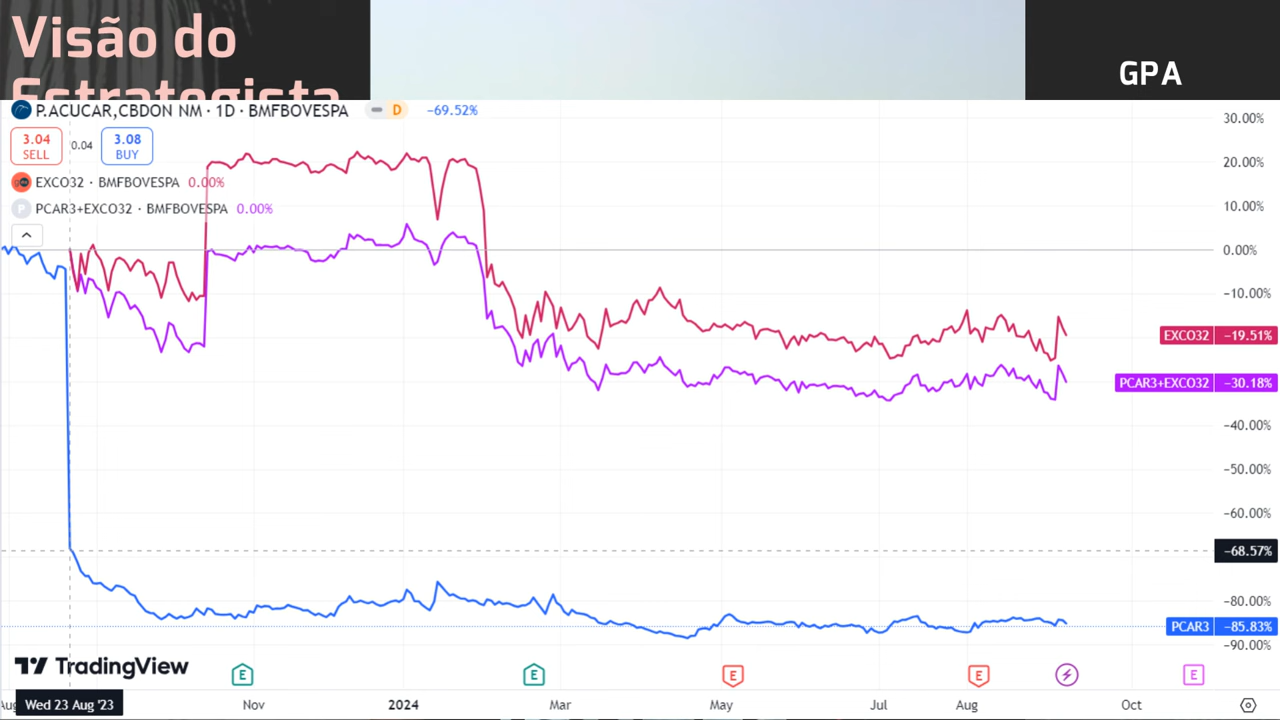 Visão do
Estrategista
GPA
P.ACUCAR,CBDON NM · 1D · BMFBOVESPA
D
−69.52%
3.04
SELL
0.04
3.08
BUY
EXCO32 · BMFBOVESPA 0.00%
PCAR3+EXCO32 · BMFBOVESPA 0.00%
30.00%
20.00%
10.00%
0.00%
−10.00%
EXCO32 −19.51%
PCAR3+EXCO32 −30.18%
−40.00%
−50.00%
−60.00%
−68.57%
−80.00%
PCAR3 −85.83%
−90.00%
TradingView
E
E
E
E
E
Wed 23 Aug '23
Nov
2024
Mar
May
Jul
Aug
Oct